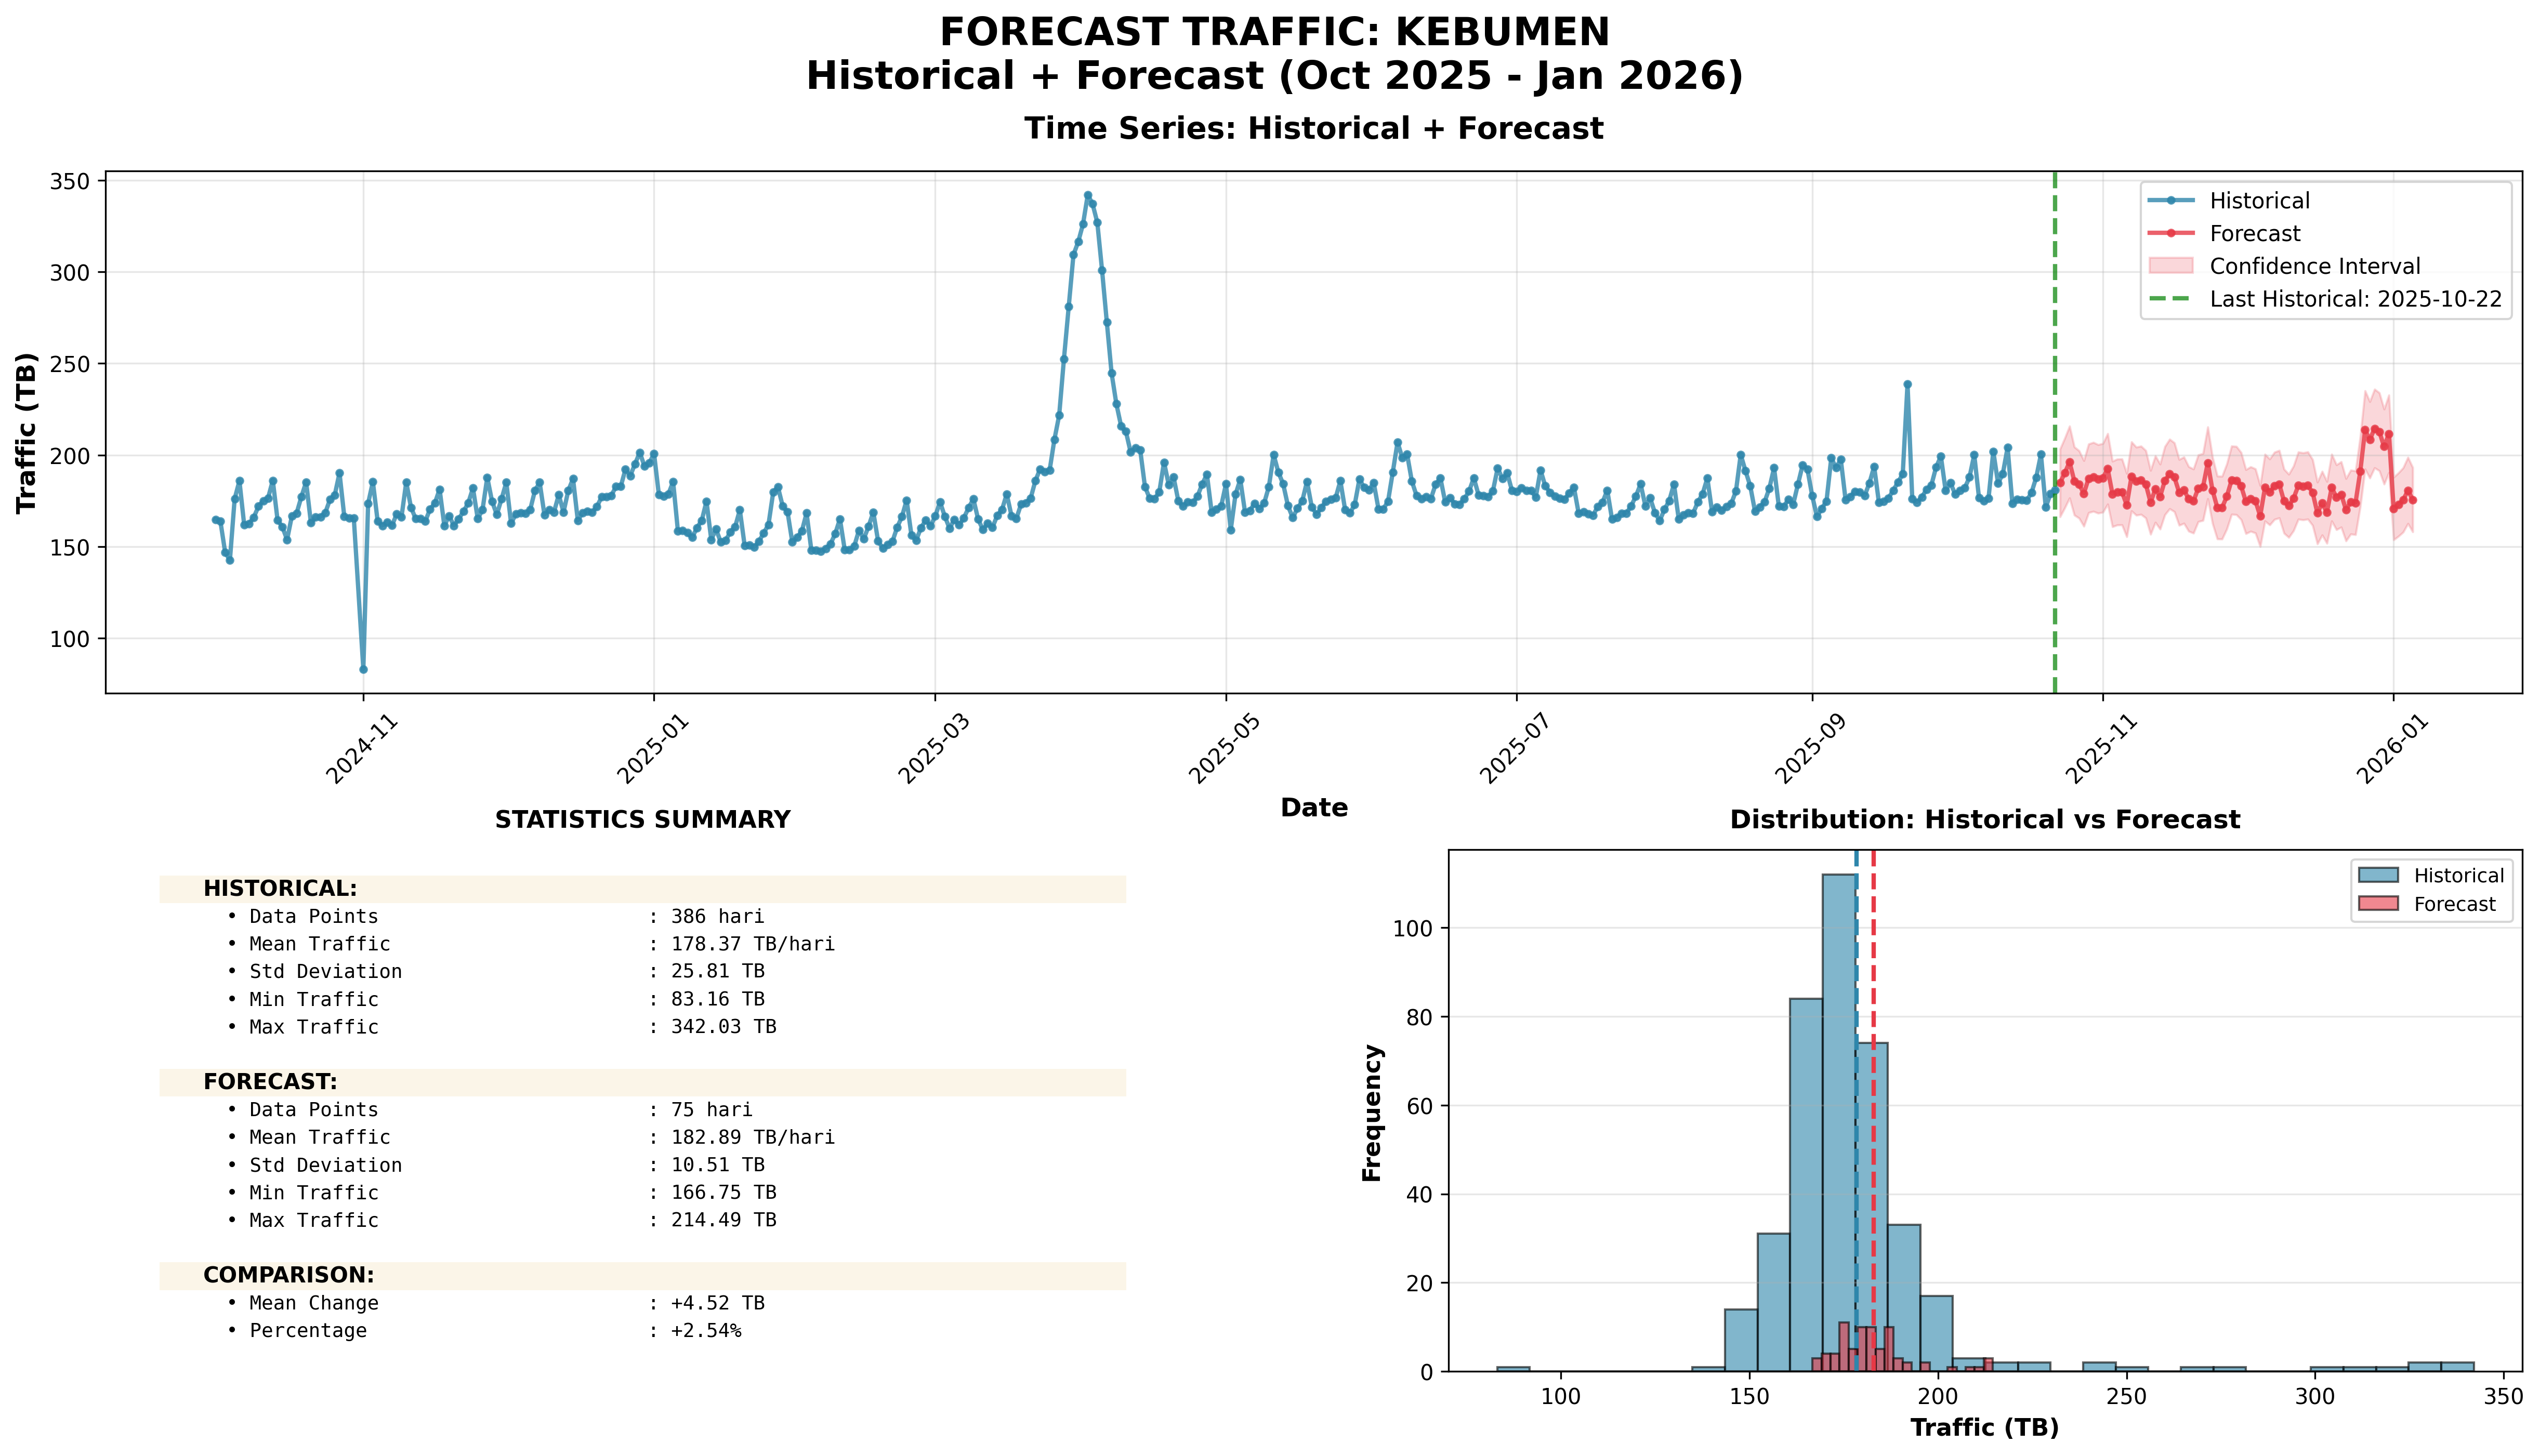 FORECAST TRAFFIC: KEBUMEN
Historical + Forecast (Oct 2025 - Jan 2026)
Time Series: Historical + Forecast
Traffic (TB)
350
300
250
200
150
100
Historical
Forecast
Confidence Interval
Last Historical: 2025-10-22
2024-11
2025-01
2025-03
2025-05
2025-07
2025-09
2025-11
2026-01
Date
STATISTICS SUMMARY
HISTORICAL:
• Data Points : 386 hari
• Mean Traffic : 178.37 TB/hari
• Std Deviation : 25.81 TB
• Min Traffic : 83.16 TB
• Max Traffic : 342.03 TB
FORECAST:
• Data Points : 75 hari
• Mean Traffic : 182.89 TB/hari
• Std Deviation : 10.51 TB
• Min Traffic : 166.75 TB
• Max Traffic : 214.49 TB
COMPARISON:
• Mean Change : +4.52 TB
• Percentage : +2.54%
Distribution: Historical vs Forecast
Historical
Forecast
Frequency
100
80
60
40
20
0
100
150
200
250
300
350
Traffic (TB)